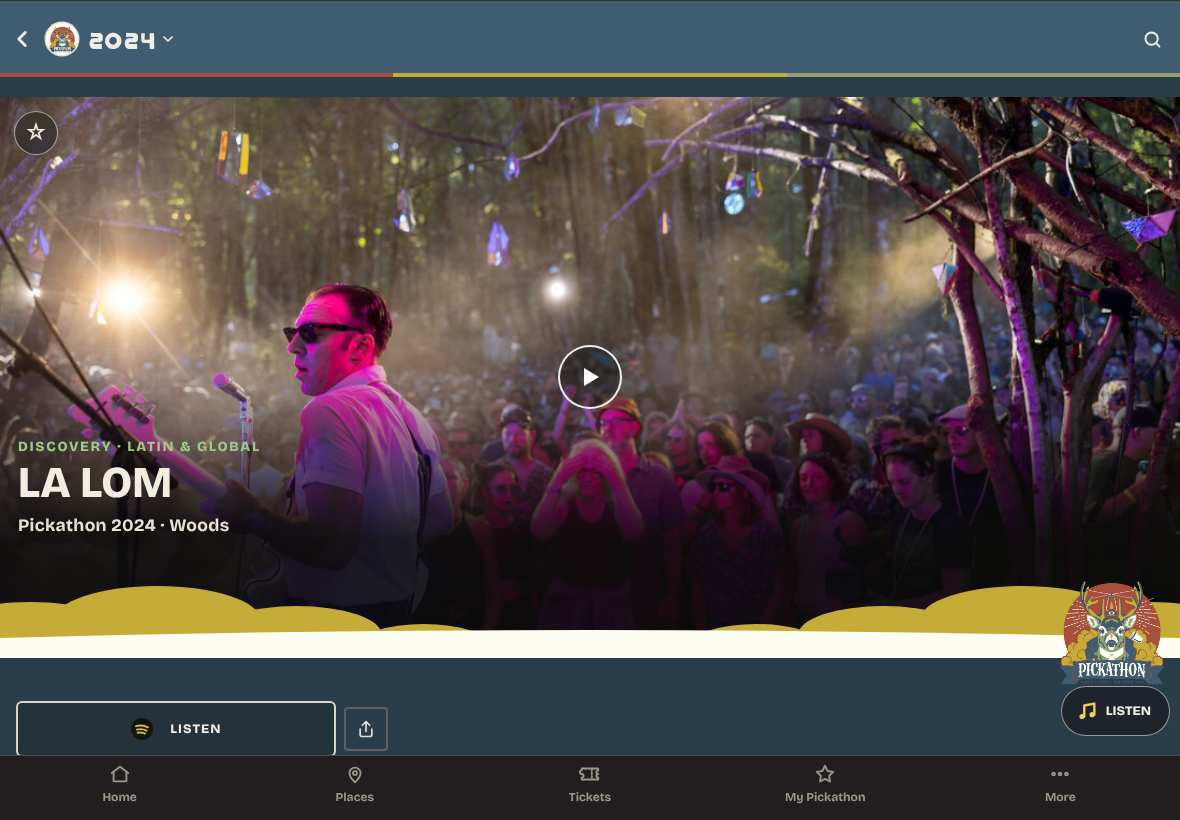 2024
DISCOVERY · LATIN & GLOBAL
LA LOM
Pickathon 2024 · Woods
PICKATHON
LISTEN
LISTEN
Home
Places
Tickets
My Pickathon
More